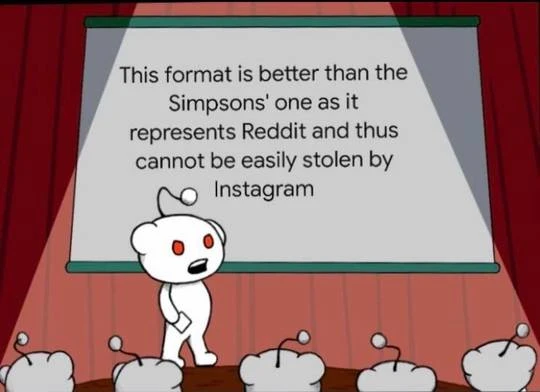 This format is better than the
Simpsons' one as it
represents Reddit and thus
cannot be easily stolen by
Instagram